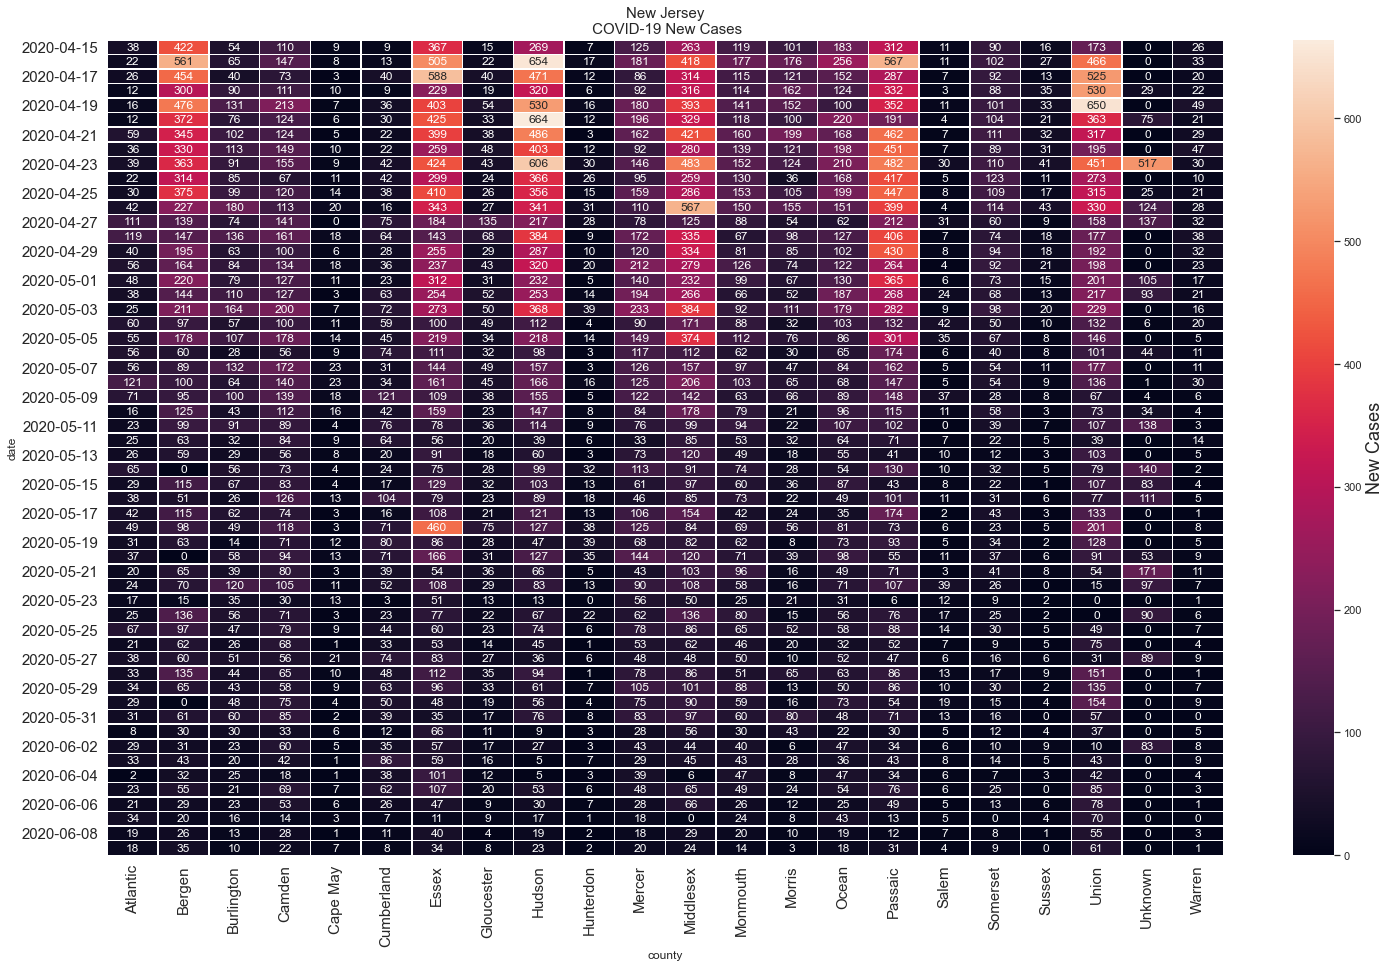 New Jersey
COVID-19 New Cases
2020-04-15 38 422 54 110 9 9 367 15 269 7 125 263 119 101 183 312 11 90 16 173 0 26
22 561 65 147 8 13 505 22 654 17 181 418 177 176 256 567 11 102 27 466 0 33
2020-04-17 26 454 40 73 3 40 588 40 471 12 86 314 115 121 152 287 7 92 13 525 0 20
12 300 90 111 10 9 229 19 320 6 92 316 114 162 124 332 3 88 35 530 29 22
2020-04-19 16 476 131 213 7 36 403 54 530 16 180 393 141 152 100 352 11 101 33 650 0 49
12 372 76 124 6 30 425 33 664 12 196 329 118 100 220 191 4 104 21 363 75 21
2020-04-21 59 345 102 124 5 22 399 38 486 3 162 421 160 199 168 462 7 111 32 317 0 29
36 330 113 149 10 22 259 48 403 12 92 280 139 121 198 451 7 89 31 195 0 47
2020-04-23 39 363 91 155 9 42 424 43 606 30 146 483 152 124 210 482 30 110 41 451 517 30
22 314 85 67 11 42 299 24 366 26 95 259 130 36 168 417 5 123 11 273 0 10
2020-04-25 30 375 99 120 14 38 410 26 356 15 159 286 153 105 199 447 8 109 17 315 25 21
42 227 180 113 20 16 343 27 341 31 110 567 150 155 151 399 4 114 43 330 124 28
2020-04-27 111 139 74 141 0 75 184 135 217 28 78 125 88 54 62 212 31 60 9 158 137 32
119 147 136 161 18 64 143 68 384 9 172 335 67 98 127 406 7 74 18 177 0 38
2020-04-29 40 195 63 100 6 28 255 29 287 10 120 334 81 85 102 430 8 94 18 192 0 32
56 164 84 134 18 36 237 43 320 20 212 279 126 74 122 264 4 92 21 198 0 23
2020-05-01 48 220 79 127 11 23 312 31 232 5 140 232 99 67 130 365 6 73 15 201 105 17
38 144 110 127 3 63 254 52 253 14 194 266 66 52 187 268 24 68 13 217 93 21
2020-05-03 25 211 164 200 7 72 273 50 368 39 233 384 92 111 179 282 9 98 20 229 0 16
60 97 57 100 11 59 100 49 112 4 90 171 88 32 103 132 42 50 10 132 6 20
2020-05-05 55 178 107 178 14 45 219 34 218 14 149 374 112 76 86 301 35 67 8 146 0 5
56 60 28 56 9 74 111 32 98 3 117 112 62 30 65 174 6 40 8 101 44 11
2020-05-07 56 89 132 172 23 31 144 49 157 3 126 157 97 47 84 162 5 54 11 177 0 11
121 100 64 140 23 34 161 45 166 16 125 206 103 65 68 147 5 54 9 136 1 30
2020-05-09 71 95 100 139 18 121 109 38 155 5 122 142 63 66 89 148 37 28 8 67 4 6
16 125 43 112 16 42 159 23 147 8 84 178 79 21 96 115 11 58 3 73 34 4
2020-05-11 23 99 91 89 4 76 78 36 114 9 76 99 94 22 107 102 0 39 7 107 138 3
25 63 32 84 9 64 56 20 39 6 33 85 53 32 64 71 7 22 5 39 0 14
2020-05-13 26 59 29 56 8 20 91 18 60 3 73 120 49 18 55 41 10 12 3 103 0 5
65 0 56 73 4 24 75 28 99 32 113 91 74 28 54 130 10 32 5 79 140 2
2020-05-15 29 115 67 83 4 17 129 32 103 13 61 97 60 36 87 43 8 22 1 107 83 4
38 51 26 126 13 104 79 23 89 18 46 85 73 22 49 101 11 31 6 77 111 5
2020-05-17 42 115 62 74 3 16 108 21 121 13 106 154 42 24 35 174 2 43 3 133 0 1
49 98 49 118 3 71 460 75 127 38 125 84 69 56 81 73 6 23 5 201 0 8
2020-05-19 31 63 14 71 12 80 86 28 47 39 68 82 62 8 73 93 5 34 2 128 0 5
37 0 58 94 13 71 166 31 127 35 144 120 71 39 98 55 11 37 6 91 53 9
2020-05-21 20 65 39 80 3 39 54 36 66 5 43 103 96 16 49 71 3 41 8 54 171 11
24 70 120 105 11 52 108 29 83 13 90 108 58 16 71 107 39 26 0 15 97 7
2020-05-23 17 15 35 30 13 3 51 13 13 0 56 50 25 21 31 6 12 9 2 0 0 1
25 136 56 71 3 23 77 22 67 22 62 136 80 15 56 76 17 25 2 0 90 6
2020-05-25 67 97 47 79 9 44 60 23 74 6 78 86 65 52 58 88 14 30 5 49 0 7
21 62 26 68 1 33 53 14 45 1 53 62 46 20 32 52 7 9 5 75 0 4
2020-05-27 38 60 51 56 21 74 83 27 36 6 48 48 50 10 52 47 6 16 6 31 89 9
33 135 44 65 10 48 112 35 94 1 78 86 51 65 63 86 13 17 9 151 0 1
2020-05-29 34 65 43 58 9 63 96 33 61 7 105 101 88 13 50 86 10 30 2 135 0 7
29 0 48 75 4 50 48 19 56 4 75 90 59 16 73 54 19 15 4 154 0 9
2020-05-31 31 61 60 85 2 39 35 17 76 8 83 97 60 80 48 71 13 16 0 57 0 0
8 30 30 33 6 12 66 11 9 3 28 56 30 43 22 30 5 12 4 37 0 5
2020-06-02 29 31 23 60 5 35 57 17 27 3 43 44 40 6 47 34 6 10 9 10 83 8
33 43 20 42 1 86 59 16 5 7 29 45 43 28 36 43 8 14 5 43 0 9
2020-06-04 2 32 25 18 1 38 101 12 5 3 39 6 47 8 47 34 6 7 3 42 0 4
23 55 21 69 7 62 107 20 53 6 48 65 49 24 54 76 6 25 0 85 0 3
2020-06-06 21 29 23 53 6 26 47 9 30 7 28 66 26 12 25 49 5 13 6 78 0 1
34 20 16 14 3 7 11 9 17 1 18 0 24 8 43 13 5 0 4 70 0 0
2020-06-08 19 26 13 28 1 11 40 4 19 2 18 29 20 10 19 12 7 8 1 55 0 3
18 35 10 22 7 8 34 8 23 2 20 24 14 3 18 31 4 9 0 61 0 1
date
Atlantic Bergen Burlington Camden Cape May Cumberland Essex Gloucester Hudson Hunterdon Mercer Middlesex Monmouth Morris Ocean Passaic Salem Somerset Sussex Union Unknown Warren
county
600
500
400
300
200
100
0
New Cases